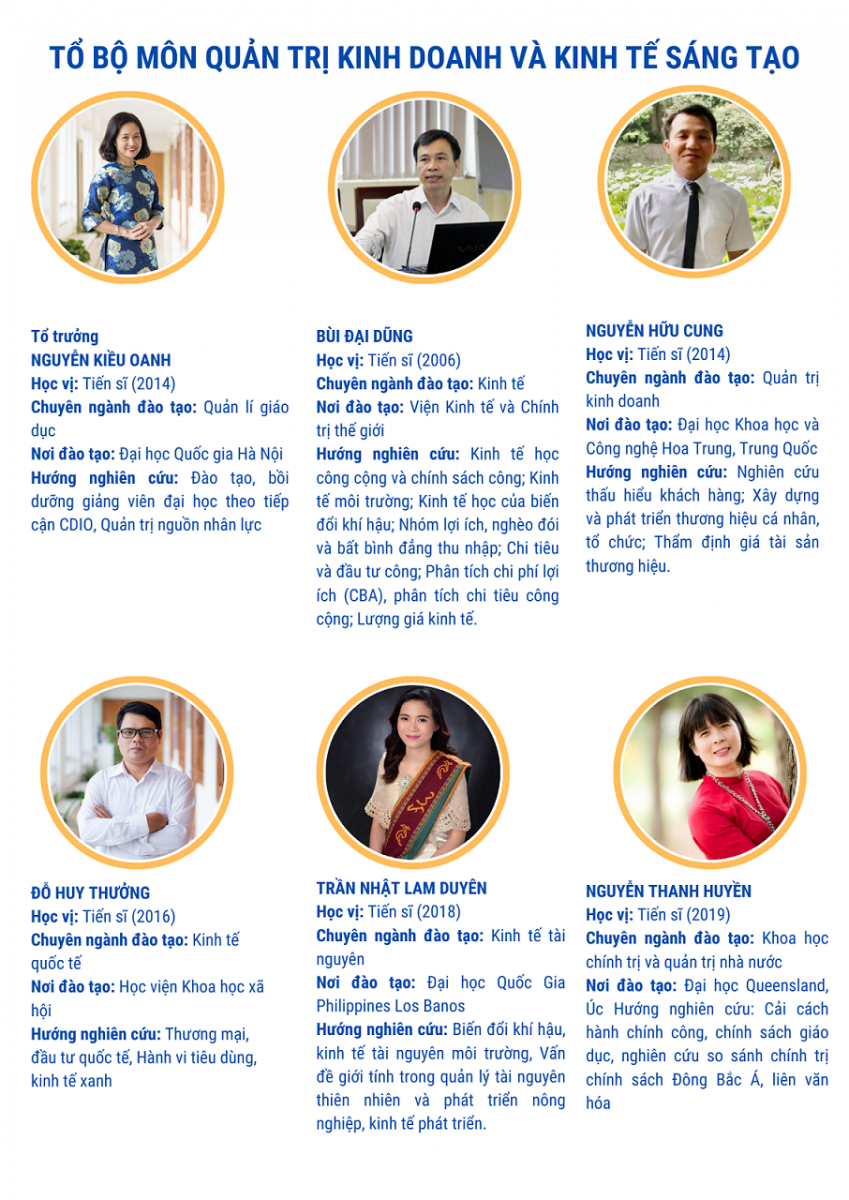 TỔ BỘ MÔN QUẢN TRỊ KINH DOANH VÀ KINH TẾ SÁNG TẠO
Tổ trưởng
NGUYỄN KIỀU OANH
Học vị: Tiến sĩ (2014)
Chuyên ngành đào tạo: Quản lí giáo
dục
Nơi đào tạo: Đại học Quốc gia Hà Nội
Hướng nghiên cứu: Đào tạo, bồi
dưỡng giảng viên đại học theo tiếp
cận CDIO, Quản trị nguồn nhân lực
BÙI ĐẠI DŨNG
Học vị: Tiến sĩ (2006)
Chuyên ngành đào tạo: Kinh tế
Nơi đào tạo: Viện Kinh tế và Chính
trị thế giới
Hướng nghiên cứu: Kinh tế học
công cộng và chính sách công; Kinh
tế môi trường; Kinh tế học của biến
đổi khí hậu; Nhóm lợi ích, nghèo đói
và bất bình đẳng thu nhập; Chi tiêu
và đầu tư công; Phân tích chi phí lợi
ích (CBA), phân tích chi tiêu công
cộng; Lượng giá kinh tế.
NGUYỄN HỮU CUNG
Học vị: Tiến sĩ (2014)
Chuyên ngành đào tạo: Quản trị
kinh doanh
Nơi đào tạo: Đại học Khoa học và
Công nghệ Hoa Trung, Trung Quốc
Hướng nghiên cứu: Nghiên cứu
thấu hiểu khách hàng; Xây dựng
và phát triển thương hiệu cá nhân,
tổ chức; Thẩm định giá tài sản
thương hiệu.
ĐỖ HUY THƯỞNG
Học vị: Tiến sĩ (2016)
Chuyên ngành đào tạo: Kinh tế
quốc tế
Nơi đào tạo: Học viện Khoa học xã
hội
Hướng nghiên cứu: Thương mại,
đầu tư quốc tế, Hành vi tiêu dùng,
kinh tế xanh
TRẦN NHẬT LAM DUYÊN
Học vị: Tiến sĩ (2018)
Chuyên ngành đào tạo: Kinh tế tài
nguyên
Nơi đào tạo: Đại học Quốc Gia
Philippines Los Banos
Hướng nghiên cứu: Biến đổi khí hậu,
kinh tế tài nguyên môi trường, Vấn
đề giới tính trong quản lý tài nguyên
thiên nhiên và phát triển nông
nghiệp, kinh tế phát triển.
NGUYỄN THANH HUYỀN
Học vị: Tiến sĩ (2019)
Chuyên ngành đào tạo: Khoa học
chính trị và quản trị nhà nước
Nơi đào tạo: Đại học Queensland,
Úc Hướng nghiên cứu: Cải cách
hành chính công, chính sách giáo
dục, nghiên cứu so sánh chính trị
chính sách Đông Bắc Á, liên văn
hóa